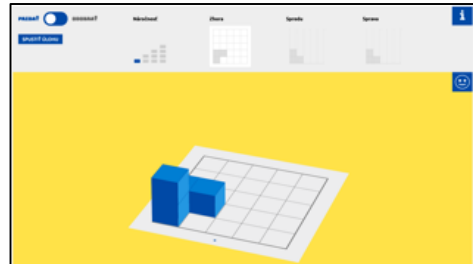 PRIDAŤ
ODOBRAŤ
Náročnosť
Zhora
Spredu
Sprava
SPUSTIŤ ÚLOHU
i